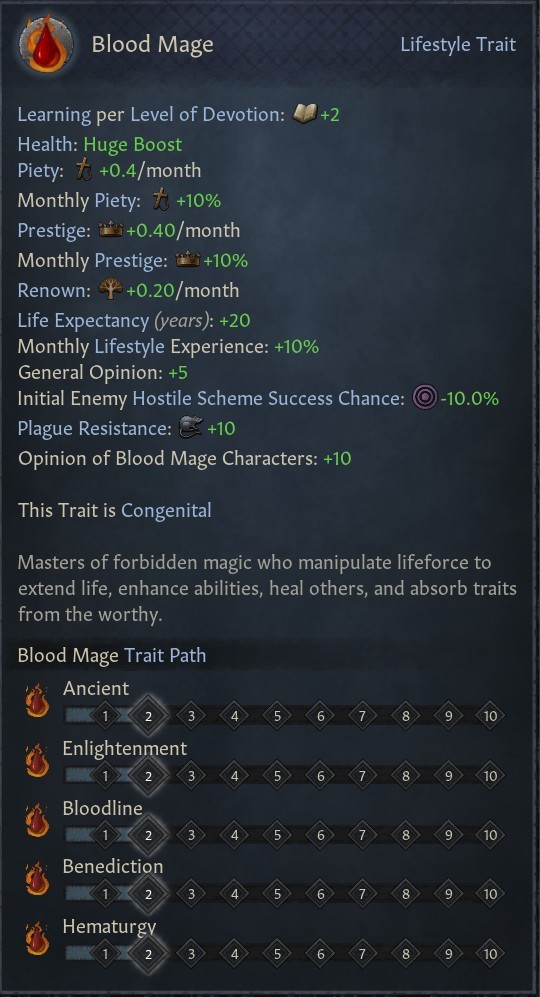 Blood Mage Lifestyle Trait
Learning per Level of Devotion: +2
Health: Huge Boost
Piety: +0.4/month
Monthly Piety: +10%
Prestige: +0.40/month
Monthly Prestige: +10%
Renown: +0.20/month
Life Expectancy (years): +20
Monthly Lifestyle Experience: +10%
General Opinion: +5
Initial Enemy Hostile Scheme Success Chance: -10.0%
Plague Resistance: +10
Opinion of Blood Mage Characters: +10
This Trait is Congenital
Masters of forbidden magic who manipulate lifeforce to
extend life, enhance abilities, heal others, and absorb traits
from the worthy.
Blood Mage Trait Path
Ancient
1 2 3 4 5 6 7 8 9 10
Enlightenment
1 2 3 4 5 6 7 8 9 10
Bloodline
1 2 3 4 5 6 7 8 9 10
Benediction
1 2 3 4 5 6 7 8 9 10
Hematurgy
1 2 3 4 5 6 7 8 9 10